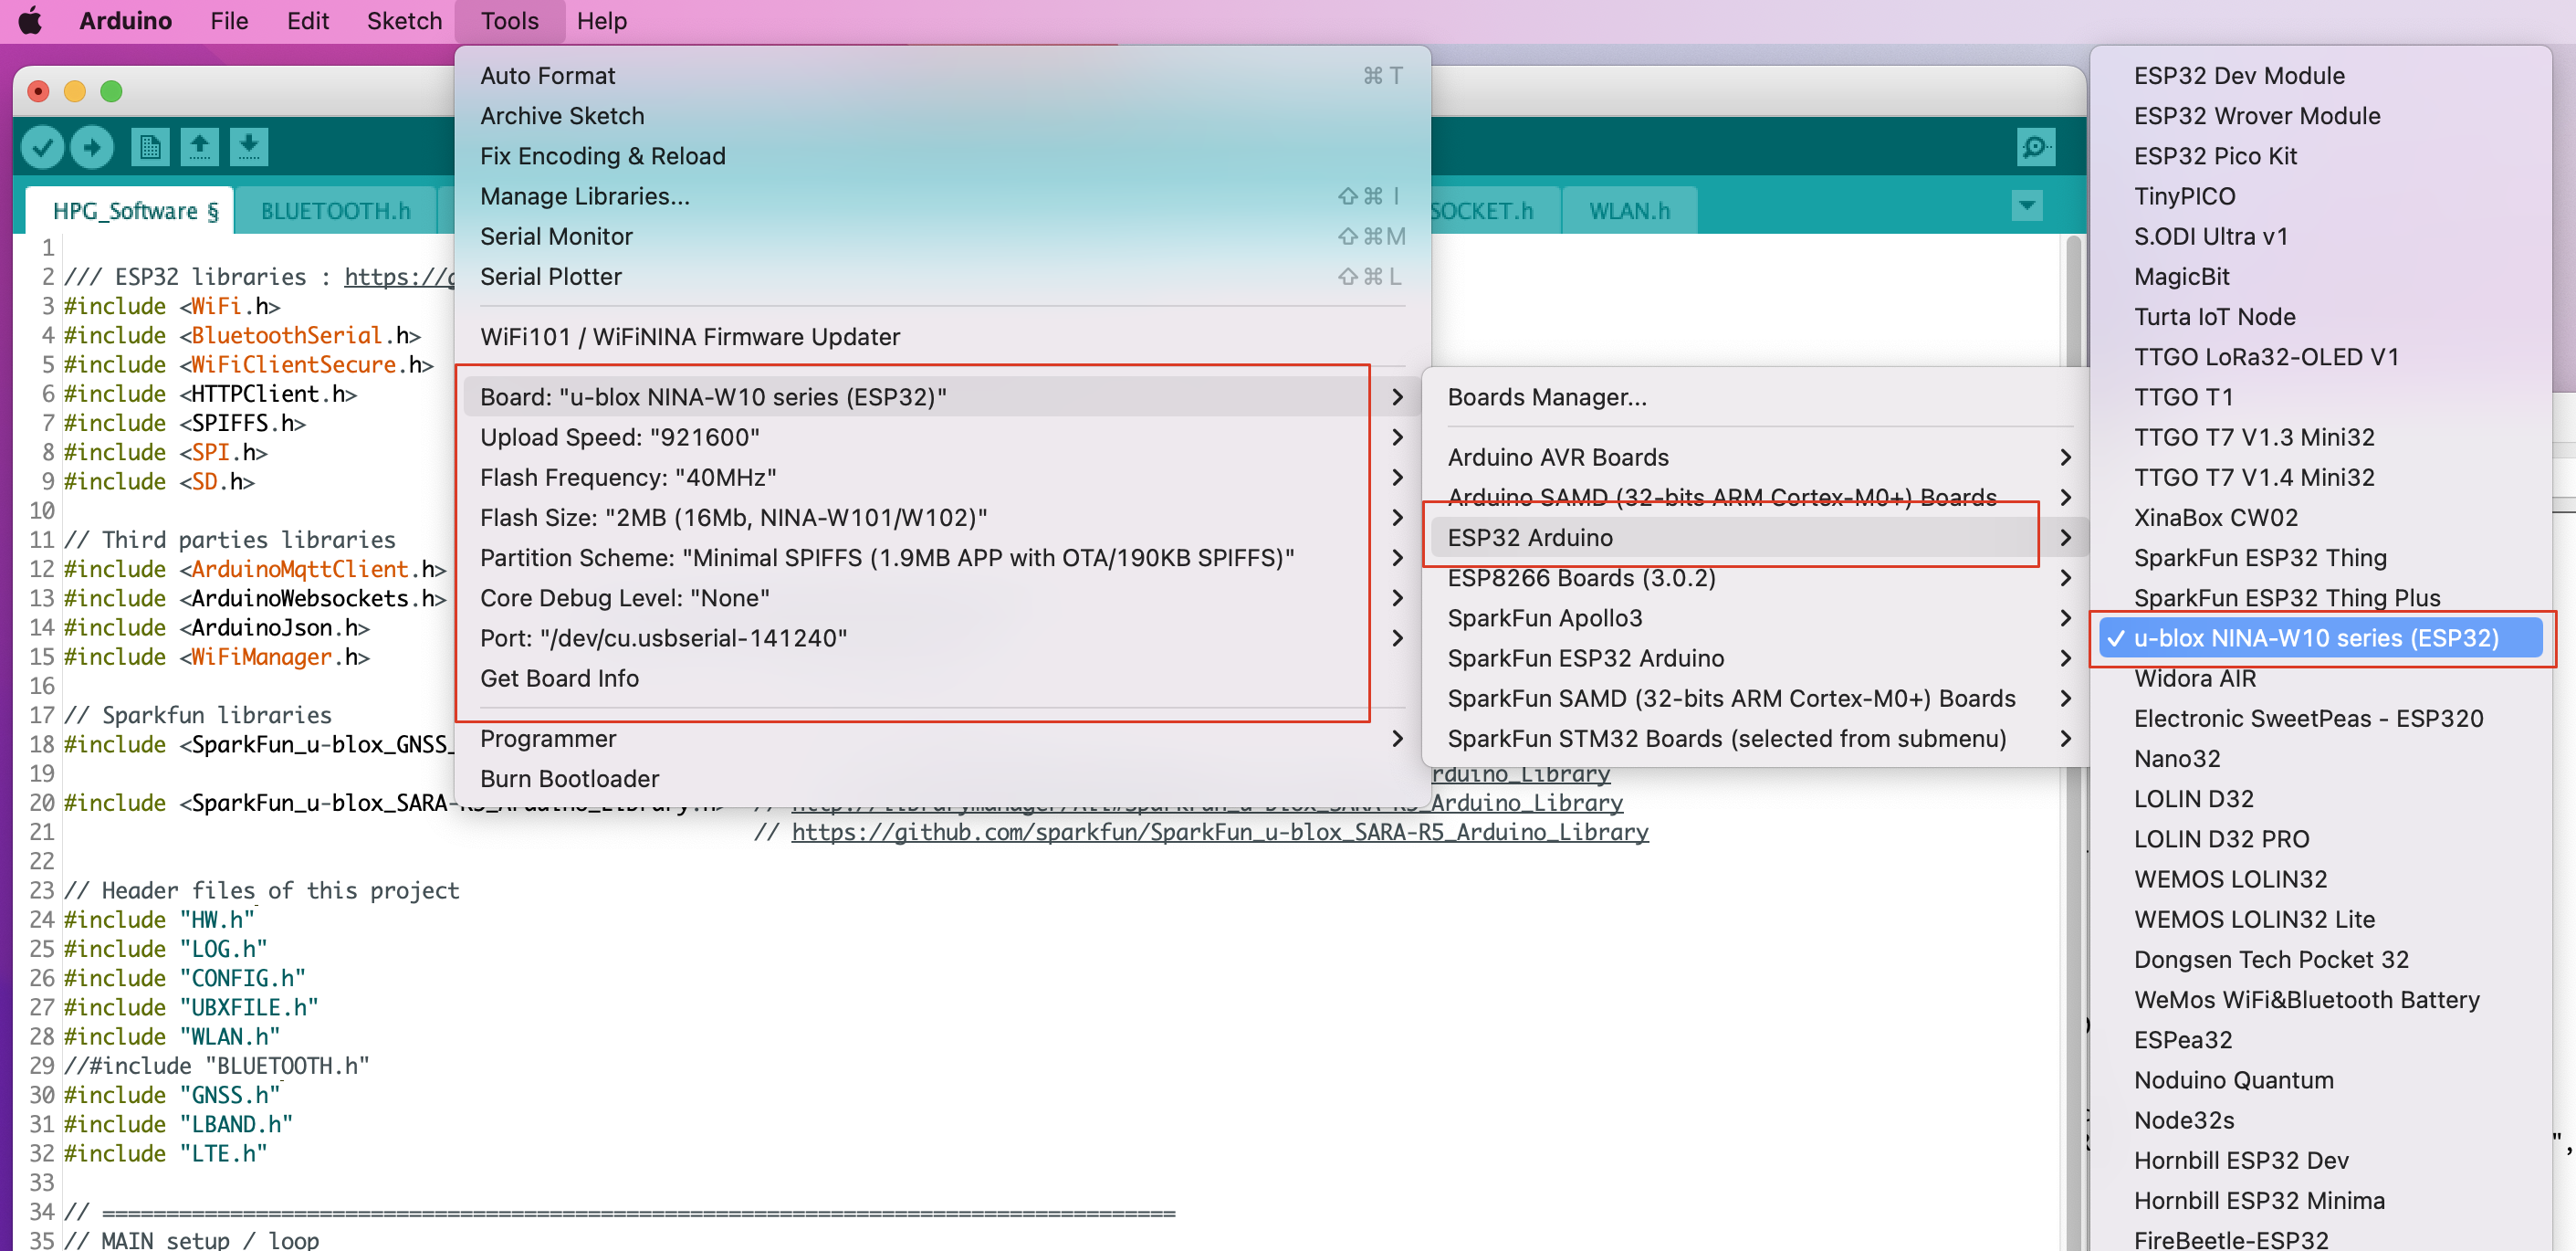 Arduino File Edit Sketch Tools Help
Auto Format ⌘ T
Archive Sketch
Fix Encoding & Reload
Manage Libraries... ⇧ ⌘ I
Serial Monitor ⇧ ⌘ M
Serial Plotter ⇧ ⌘ L
WiFi101 / WiFiNINA Firmware Updater
Board: "u-blox NINA-W10 series (ESP32)"
Upload Speed: "921600"
Flash Frequency: "40MHz"
Flash Size: "2MB (16Mb, NINA-W101/W102)"
Partition Scheme: "Minimal SPIFFS (1.9MB APP with OTA/190KB SPIFFS)"
Core Debug Level: "None"
Port: "/dev/cu.usbserial-141240"
Get Board Info
Programmer
Burn Bootloader
Boards Manager...
Arduino AVR Boards
Arduino SAMD (32-bits ARM Cortex-M0+) Boards
ESP32 Arduino
ESP8266 Boards (3.0.2)
SparkFun Apollo3
SparkFun ESP32 Arduino
SparkFun SAMD (32-bits ARM Cortex-M0+) Boards
SparkFun STM32 Boards (selected from submenu)
ESP32 Dev Module
ESP32 Wrover Module
ESP32 Pico Kit
TinyPICO
S.ODI Ultra v1
MagicBit
Turta IoT Node
TTGO LoRa32-OLED V1
TTGO T1
TTGO T7 V1.3 Mini32
TTGO T7 V1.4 Mini32
XinaBox CW02
SparkFun ESP32 Thing
SparkFun ESP32 Thing Plus
✓ u-blox NINA-W10 series (ESP32)
Widora AIR
Electronic SweetPeas - ESP320
Nano32
LOLIN D32
LOLIN D32 PRO
WEMOS LOLIN32
WEMOS LOLIN32 Lite
Dongsen Tech Pocket 32
WeMos WiFi&Bluetooth Battery
ESPea32
Noduino Quantum
Node32s
Hornbill ESP32 Dev
Hornbill ESP32 Minima
FireBeetle-ESP32
HPG_Software § BLUETOOTH.h SOCKET.h WLAN.h
1
2 /// ESP32 libraries : https://g
3 #include <WiFi.h>
4 #include <BluetoothSerial.h>
5 #include <WiFiClientSecure.h>
6 #include <HTTPClient.h>
7 #include <SPIFFS.h>
8 #include <SPI.h>
9 #include <SD.h>
10
11 // Third parties libraries
12 #include <ArduinoMqttClient.h>
13 #include <ArduinoWebsockets.h>
14 #include <ArduinoJson.h>
15 #include <WiFiManager.h>
16
17 // Sparkfun libraries
18 #include <SparkFun_u-blox_GNSS_
19 rduino_Library
20 #include <SparkFun_u-blox_SARA-R5_Arduino_Library.h> // http://librarymanager/All#SparkFun_u-blox_SARA-R5_Arduino_Library
21 // https://github.com/sparkfun/SparkFun_u-blox_SARA-R5_Arduino_Library
22
23 // Header files of this project
24 #include "HW.h"
25 #include "LOG.h"
26 #include "CONFIG.h"
27 #include "UBXFILE.h"
28 #include "WLAN.h"
29 //#include "BLUETOOTH.h"
30 #include "GNSS.h"
31 #include "LBAND.h"
32 #include "LTE.h"
33
34 // ====================================================================================
35 // MAIN setup / loop